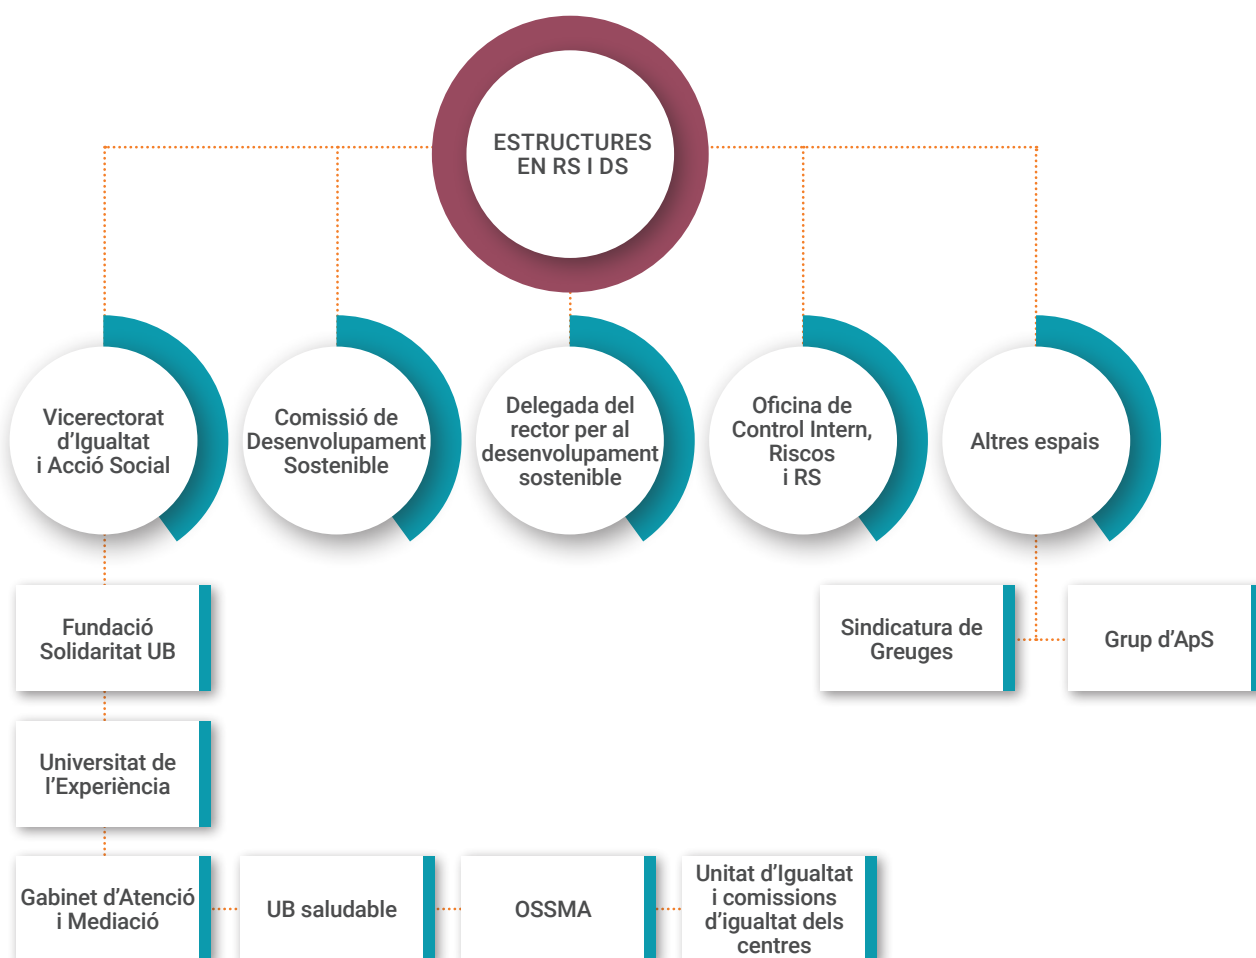 ESTRUCTURES
EN RS I DS
Vicerectorat
d’Igualtat
i Acció Social
Comissió de
Desenvolupament
Sostenible
Delegada del
rector per al
desenvolupament
sostenible
Oficina de
Control Intern,
Riscos
i RS
Altres espais
Fundació
Solidaritat UB
Sindicatura de
Greuges
Grup d’ApS
Universitat de
l’Experiència
Gabinet d’Atenció
i Mediació
UB saludable
OSSMA
Unitat d’Igualtat
i comissions
d’igualtat dels
centres